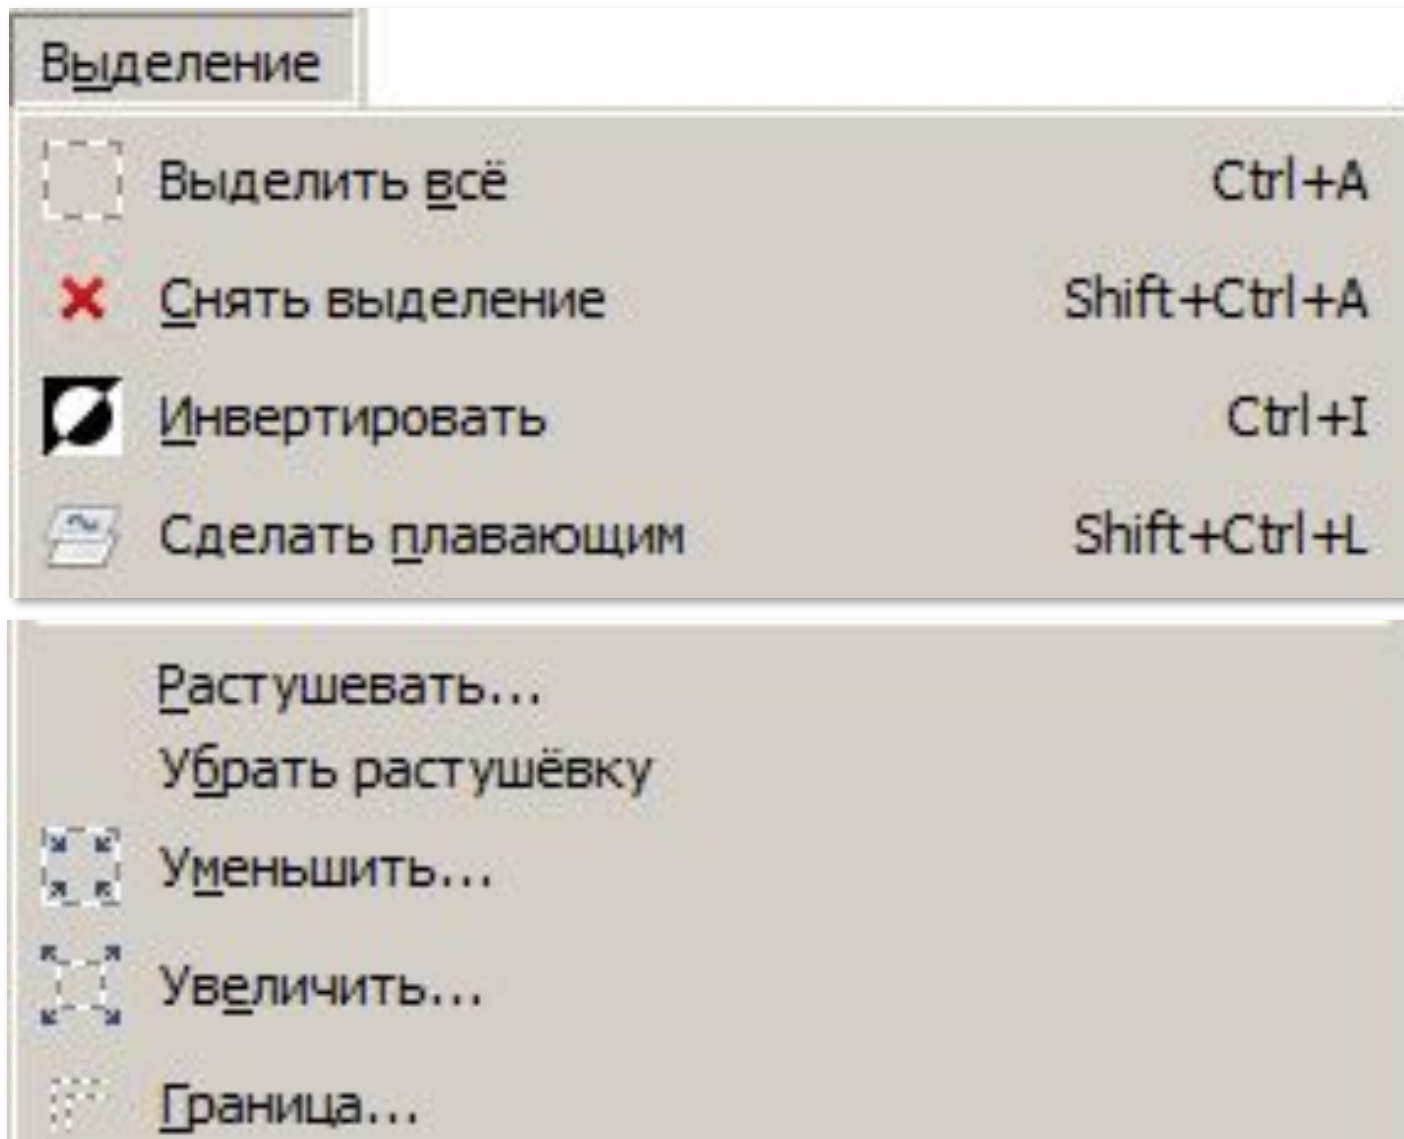 Выделение
Выделить всё Ctrl+A
Снять выделение Shift+Ctrl+A
Инвертировать Ctrl+I
Сделать плавающим Shift+Ctrl+L
Растушевать...
Убрать растушёвку
Уменьшить...
Увеличить...
Граница...